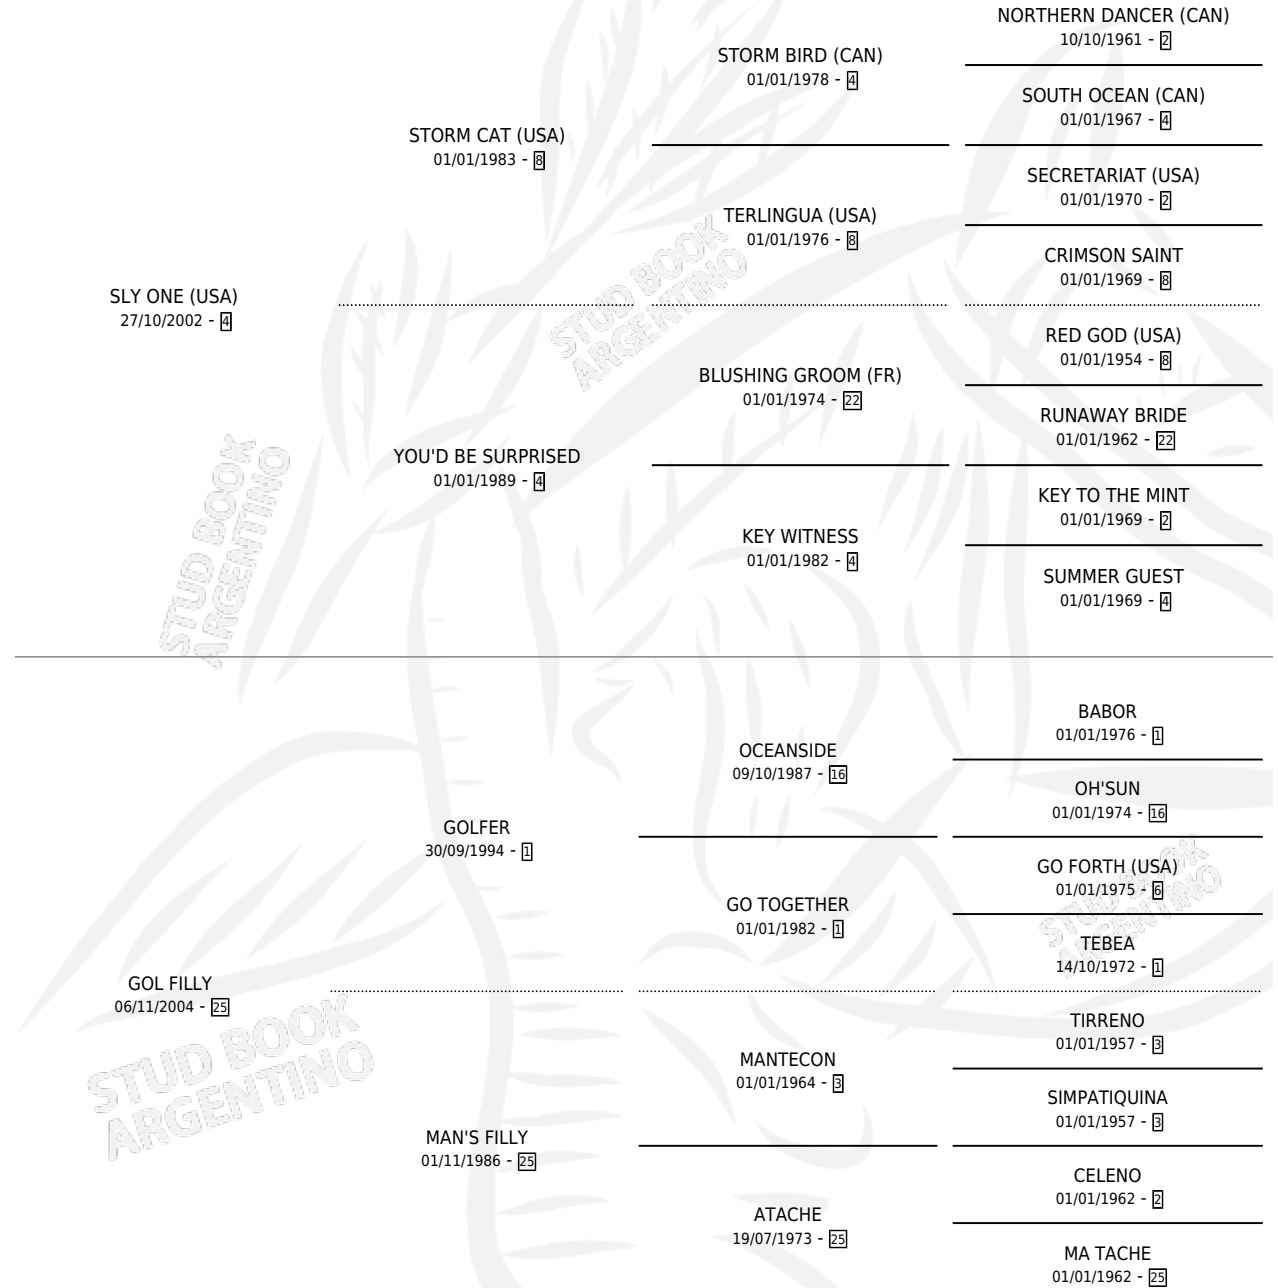 NORTHERN DANCER (CAN)
10/10/1961 - 2
STORM BIRD (CAN)
01/01/1978 - 4
SOUTH OCEAN (CAN)
01/01/1967 - 4
STORM CAT (USA)
01/01/1983 - 8
SECRETARIAT (USA)
01/01/1970 - 2
TERLINGUA (USA)
01/01/1976 - 8
CRIMSON SAINT
01/01/1969 - 8
SLY ONE (USA)
27/10/2002 - 4
STUD BOOK
ARGENTINO
RED GOD (USA)
01/01/1954 - 8
BLUSHING GROOM (FR)
01/01/1974 - 22
RUNAWAY BRIDE
01/01/1962 - 22
YOU'D BE SURPRISED
01/01/1989 - 4
KEY TO THE MINT
01/01/1969 - 2
KEY WITNESS
01/01/1982 - 4
SUMMER GUEST
01/01/1969 - 4
STUD BOOK
ARGENTINO
BABOR
01/01/1976 - 1
OCEANSIDE
09/10/1987 - 16
OH'SUN
01/01/1974 - 16
GOLFER
30/09/1994 - 1
GO FORTH (USA)
01/01/1975 - 6
GO TOGETHER
01/01/1982 - 1
TEBEA
14/10/1972 - 1
STUD BOOK
ARGENTINO
GOL FILLY
06/11/2004 - 25
STUD BOOK
ARGENTINO
TIRRENO
01/01/1957 - 3
MANTECON
01/01/1964 - 3
SIMPATIQUINA
01/01/1957 - 3
MAN'S FILLY
01/11/1986 - 25
CELENO
01/01/1962 - 2
ATACHE
19/07/1973 - 25
MA TACHE
01/01/1962 - 25